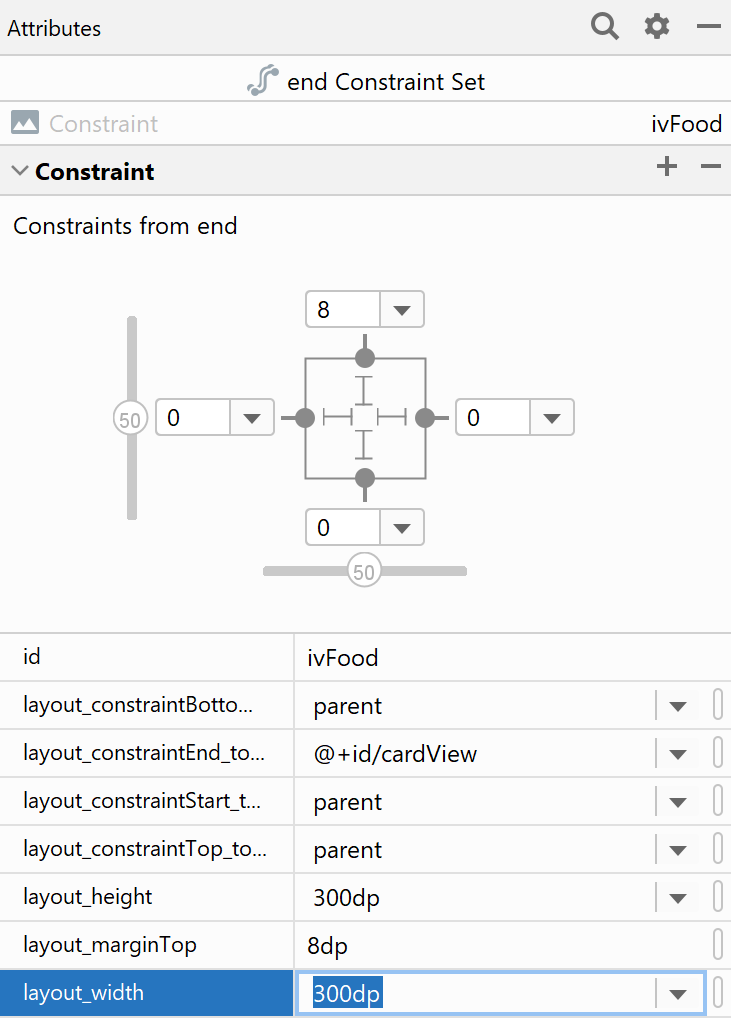 Attributes
end Constraint Set
Constraint ivFood
Constraint
Constraints from end
8
50 0 0
0
50
id ivFood
layout_constraintBotto... parent
layout_constraintEnd_to... @+id/cardView
layout_constraintStart_t... parent
layout_constraintTop_to... parent
layout_height 300dp
layout_marginTop 8dp
layout_width 300dp